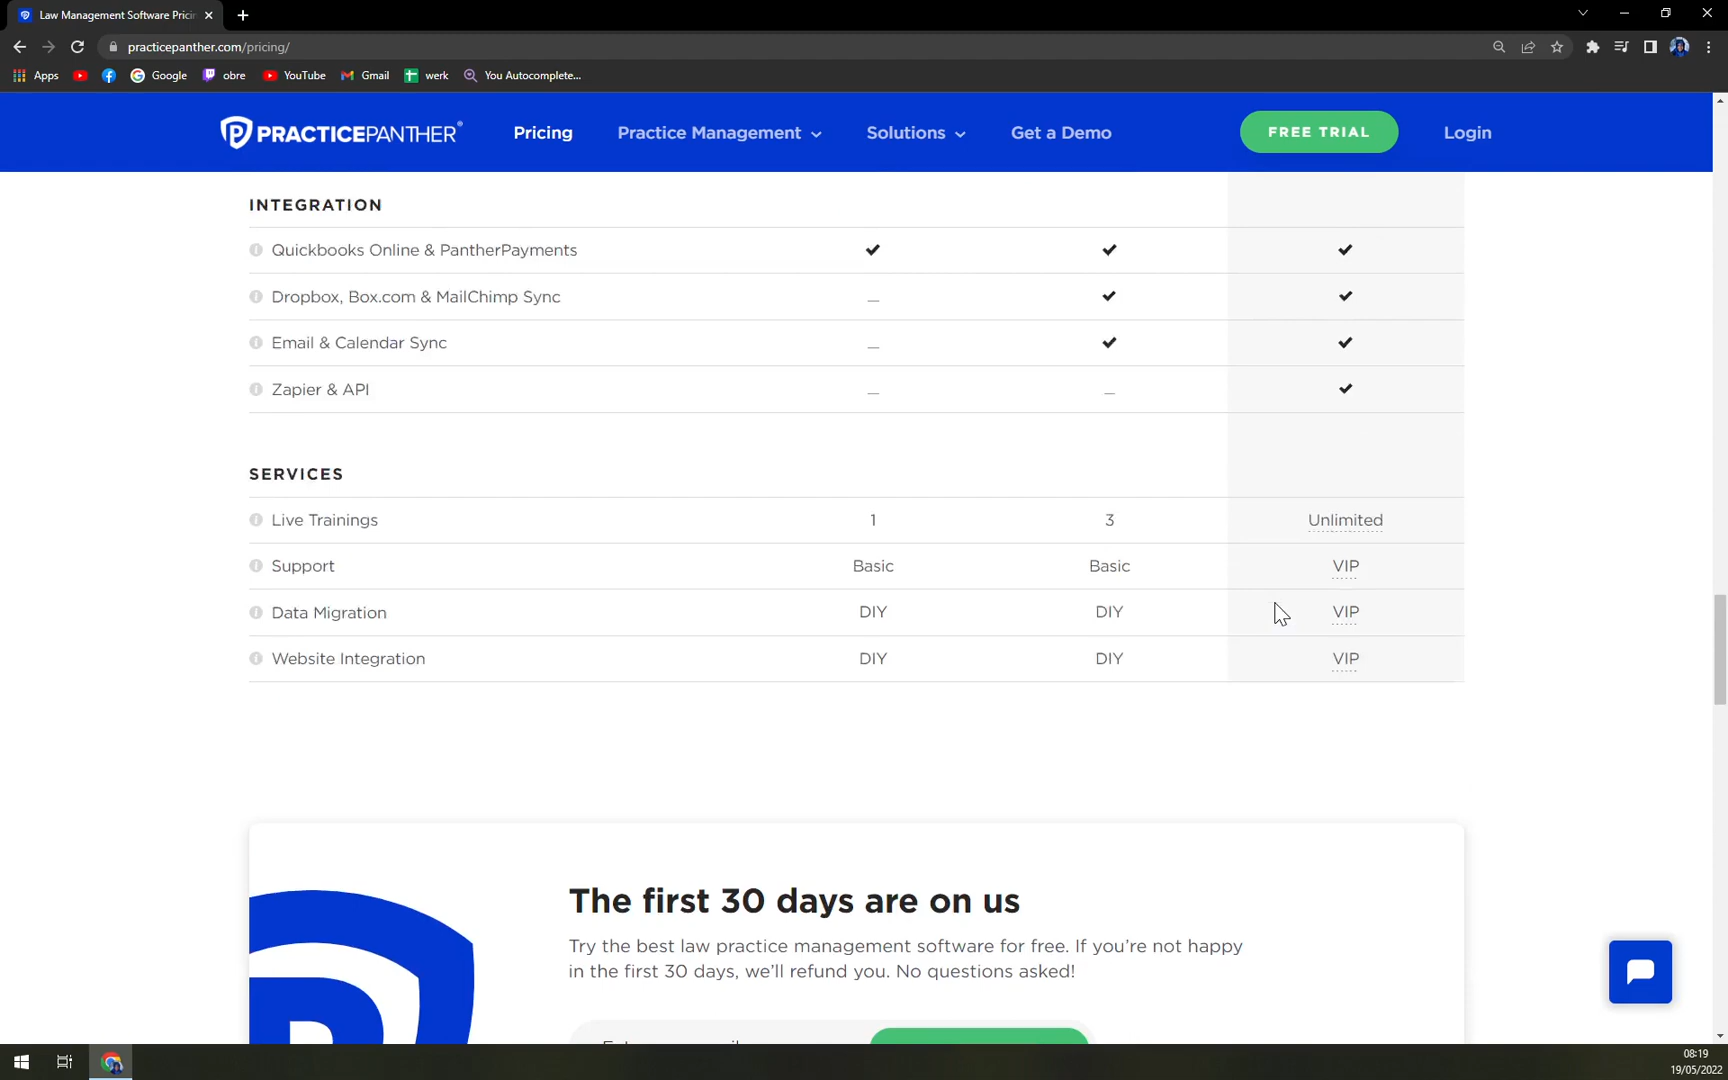 Law Management Software Prici
practicepanther.com/pricing/
Apps
Google
obre
YouTube
Gmail
werk
You Autocomplete...
PRACTICEPANTHER®
Pricing
Practice Management
Solutions
Get a Demo
FREE TRIAL
Login
INTEGRATION
Quickbooks Online & PantherPayments
Dropbox, Box.com & MailChimp Sync
Email & Calendar Sync
Zapier & API
SERVICES
Live Trainings 1 3 Unlimited
Support Basic Basic VIP
Data Migration DIY DIY VIP
Website Integration DIY DIY VIP
The first 30 days are on us
Try the best law practice management software for free. If you're not happy
in the first 30 days, we'll refund you. No questions asked!
08:19
19/05/2022